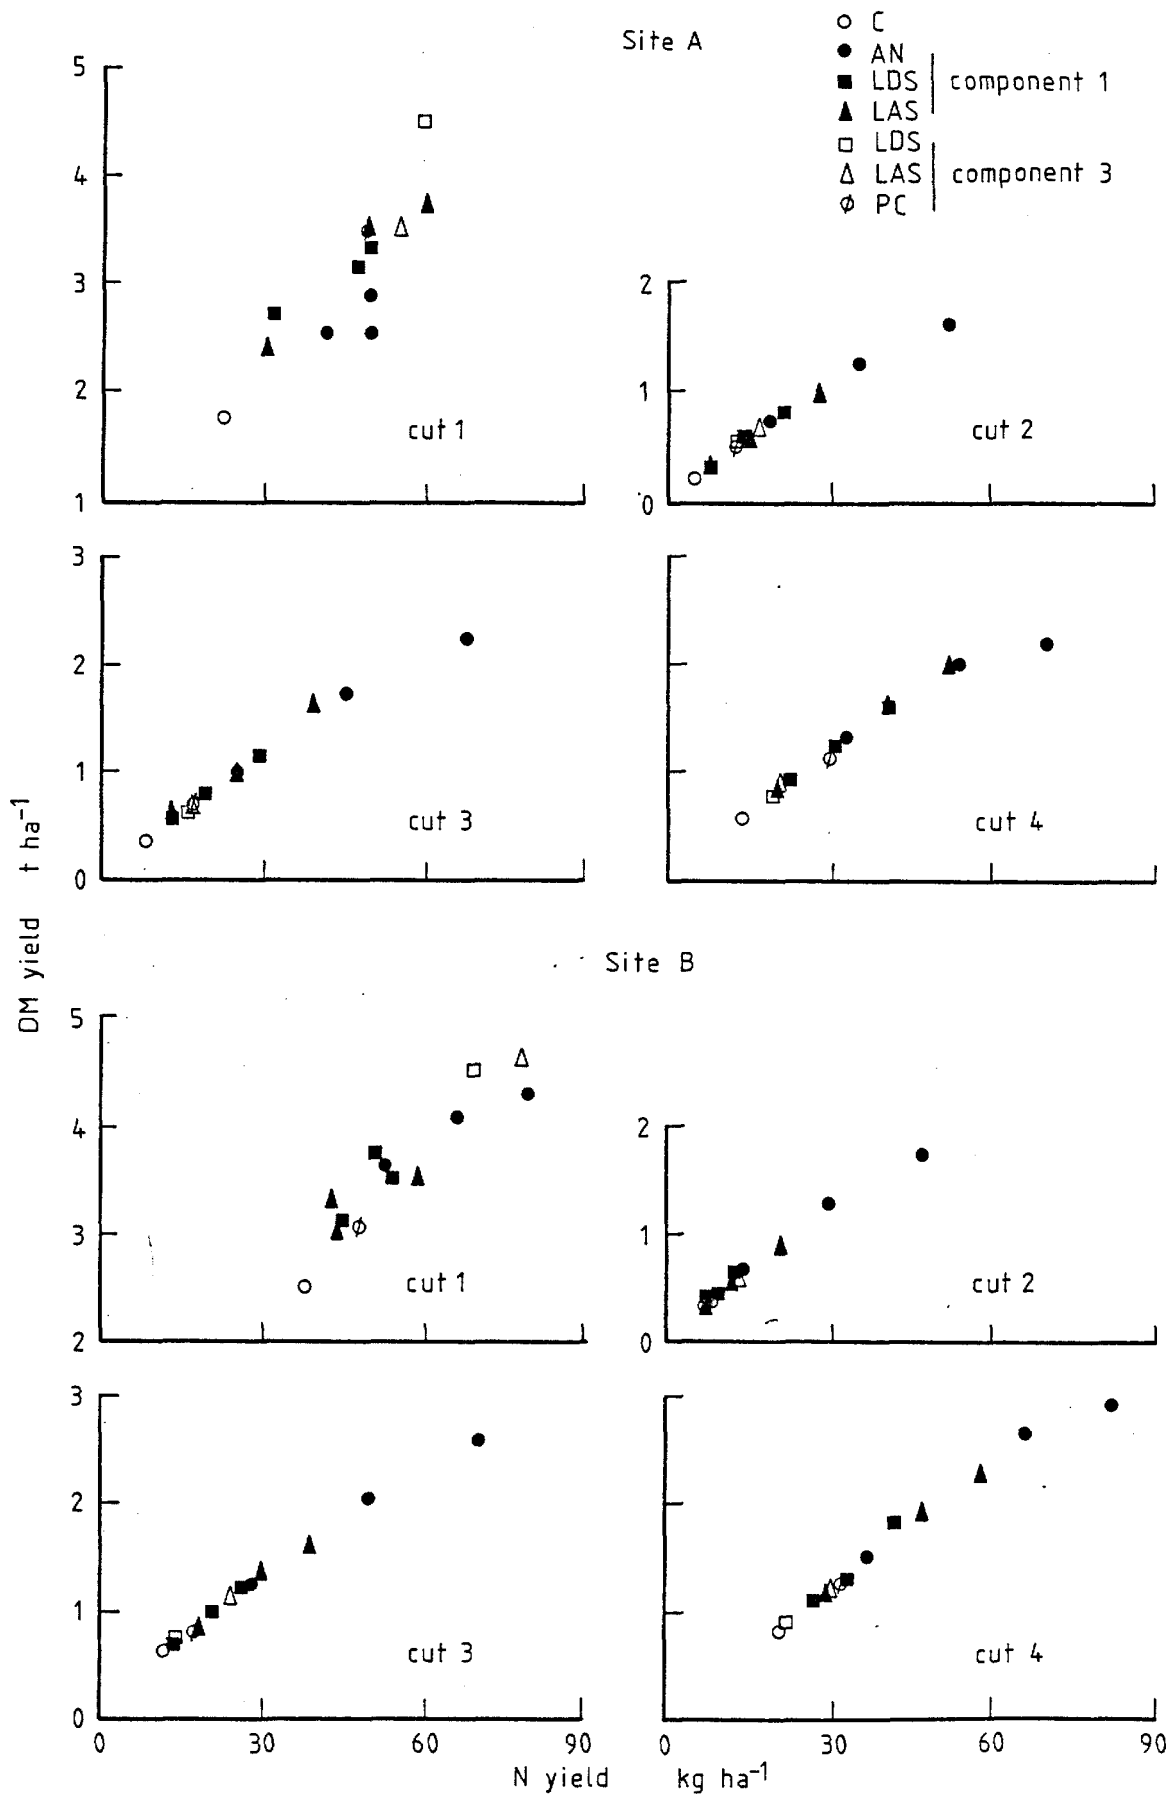 Site A
C
AN
LDS component 1
LAS
LDS
LAS component 3
PC
5
4
3
2
1
cut 1
2
1
0
cut 2
3
2
1
0
cut 3
cut 4
DM yield t ha⁻¹
Site B
5
4
3
2
cut 1
2
1
0
cut 2
3
2
1
0
cut 3
cut 4
0 30 60 90
0 30 60 90
N yield kg ha⁻¹